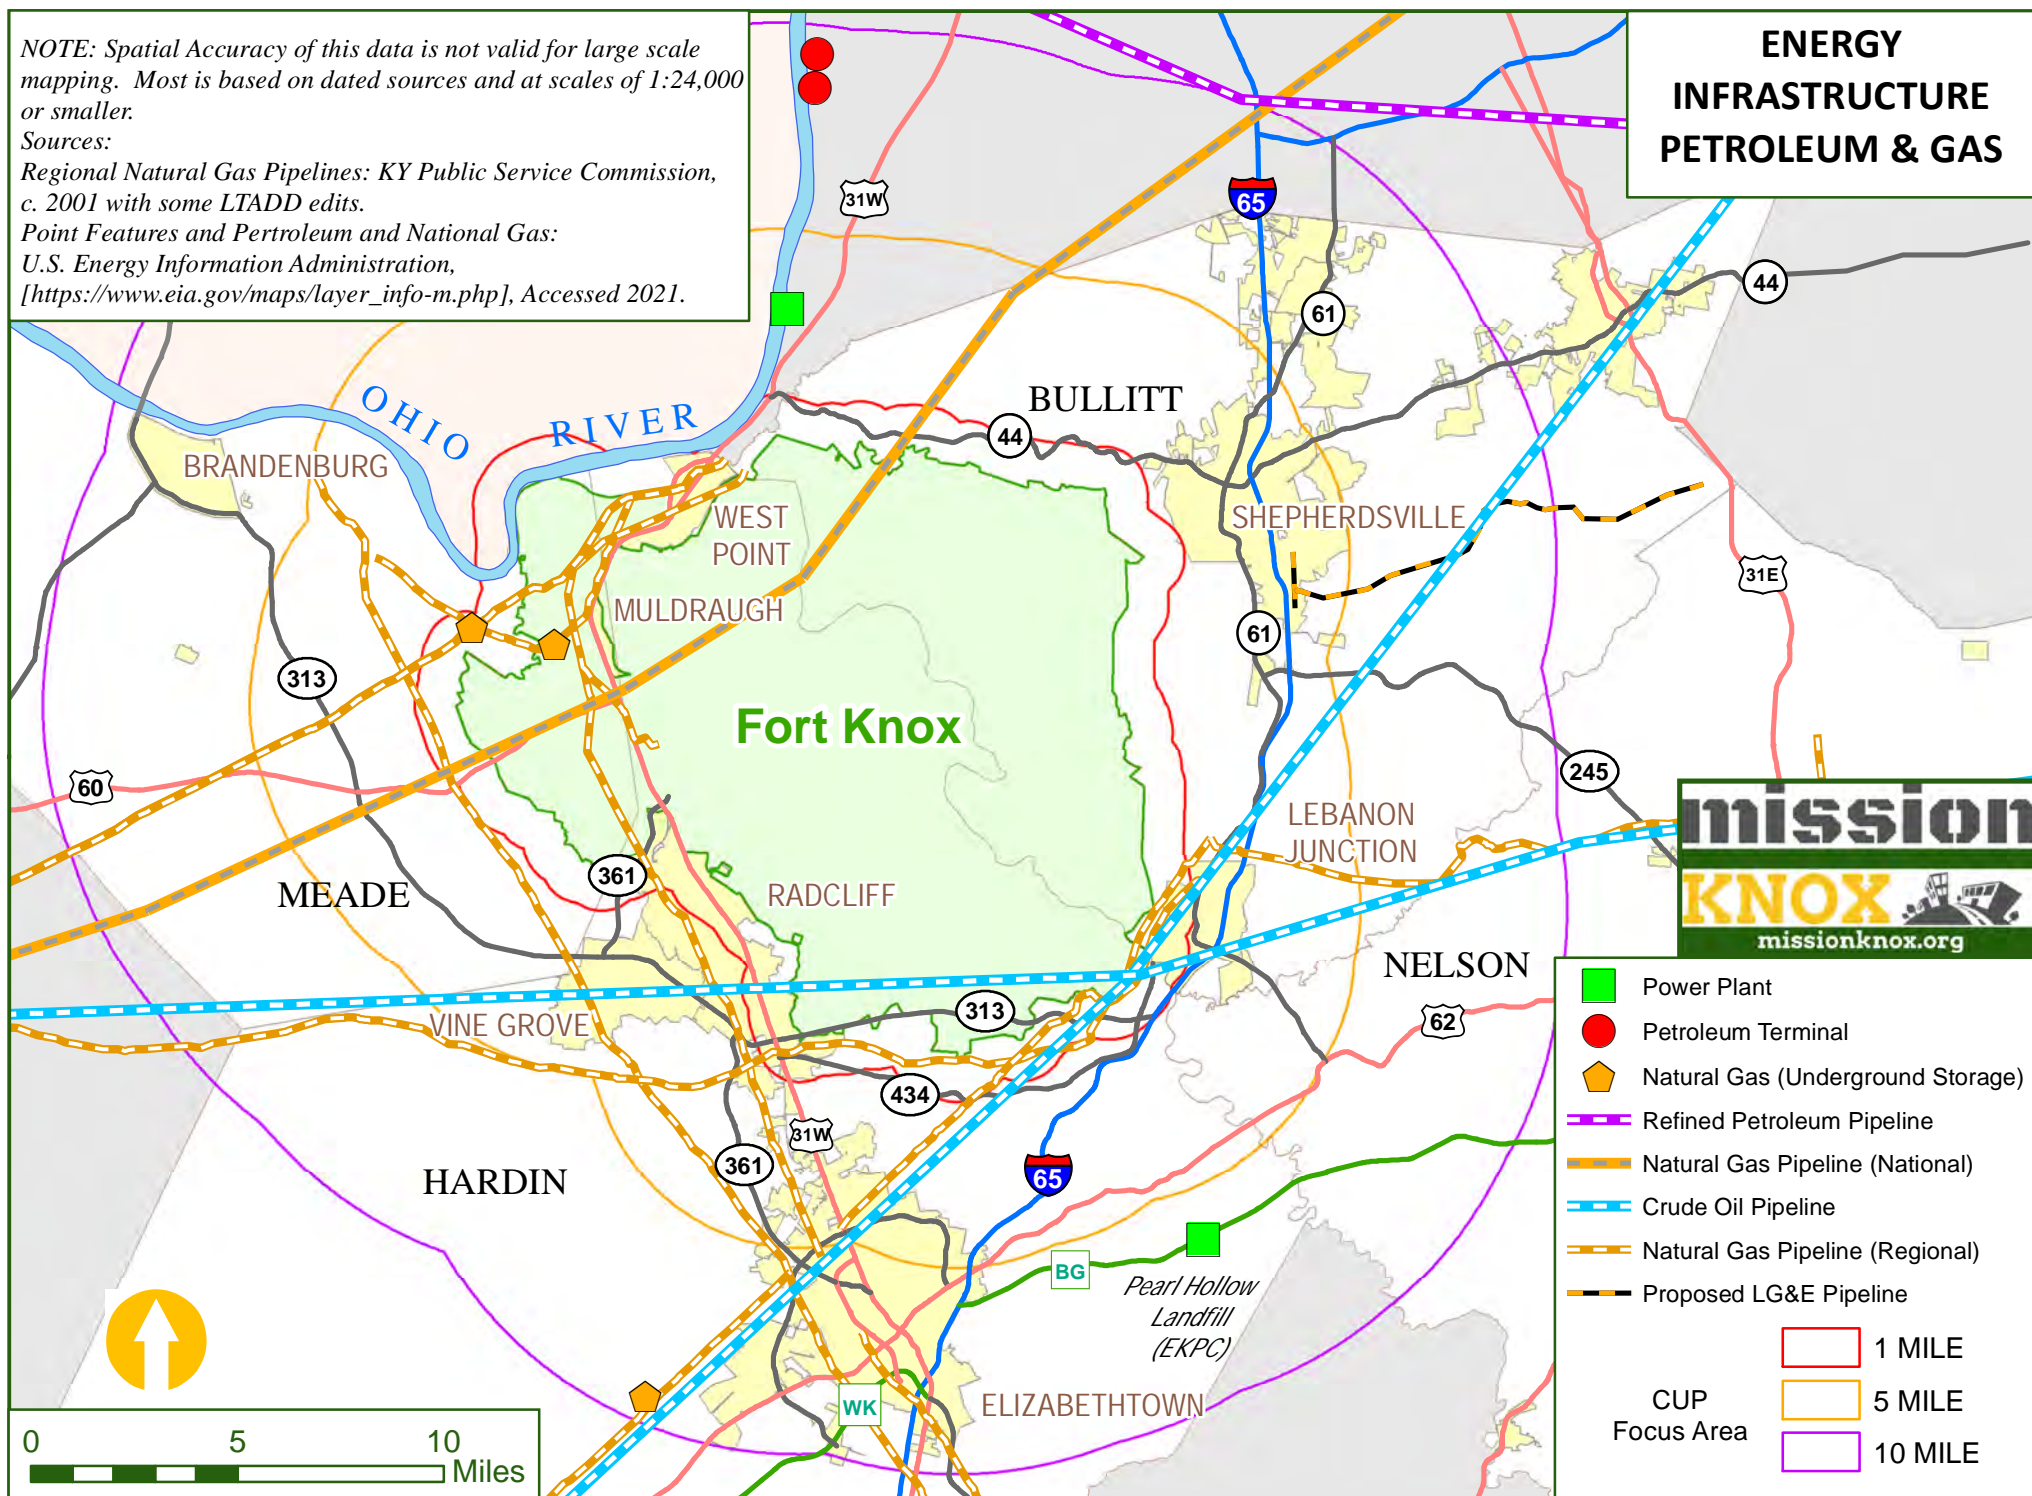 NOTE: Spatial Accuracy of this data is not valid for large scale
mapping.  Most is based on dated sources and at scales of 1:24,000
or smaller.
Sources:
Regional Natural Gas Pipelines: KY Public Service Commission,
c. 2001 with some LTADD edits.
Point Features and Pertroleum and National Gas:
U.S. Energy Information Administration,
[https://www.eia.gov/maps/layer_info-m.php], Accessed 2021.
ENERGY
INFRASTRUCTURE
PETROLEUM & GAS
31W
65
44
61
OHIO RIVER
BULLITT
44
BRANDENBURG
WEST
POINT
SHEPHERDSVILLE
31E
MULDRAUGH
61
313
Fort Knox
60
245
LEBANON
JUNCTION
361
MEADE
RADCLIFF
mission
KNOX
missionknox.org
NELSON
313
VINE GROVE
62
434
31W
361
65
HARDIN
BG
Pearl Hollow
Landfill
(EKPC)
WK
ELIZABETHTOWN
Power Plant
Petroleum Terminal
Natural Gas (Underground Storage)
Refined Petroleum Pipeline
Natural Gas Pipeline (National)
Crude Oil Pipeline
Natural Gas Pipeline (Regional)
Proposed LG&E Pipeline
CUP
Focus Area
1 MILE
5 MILE
10 MILE
0 5 10
Miles